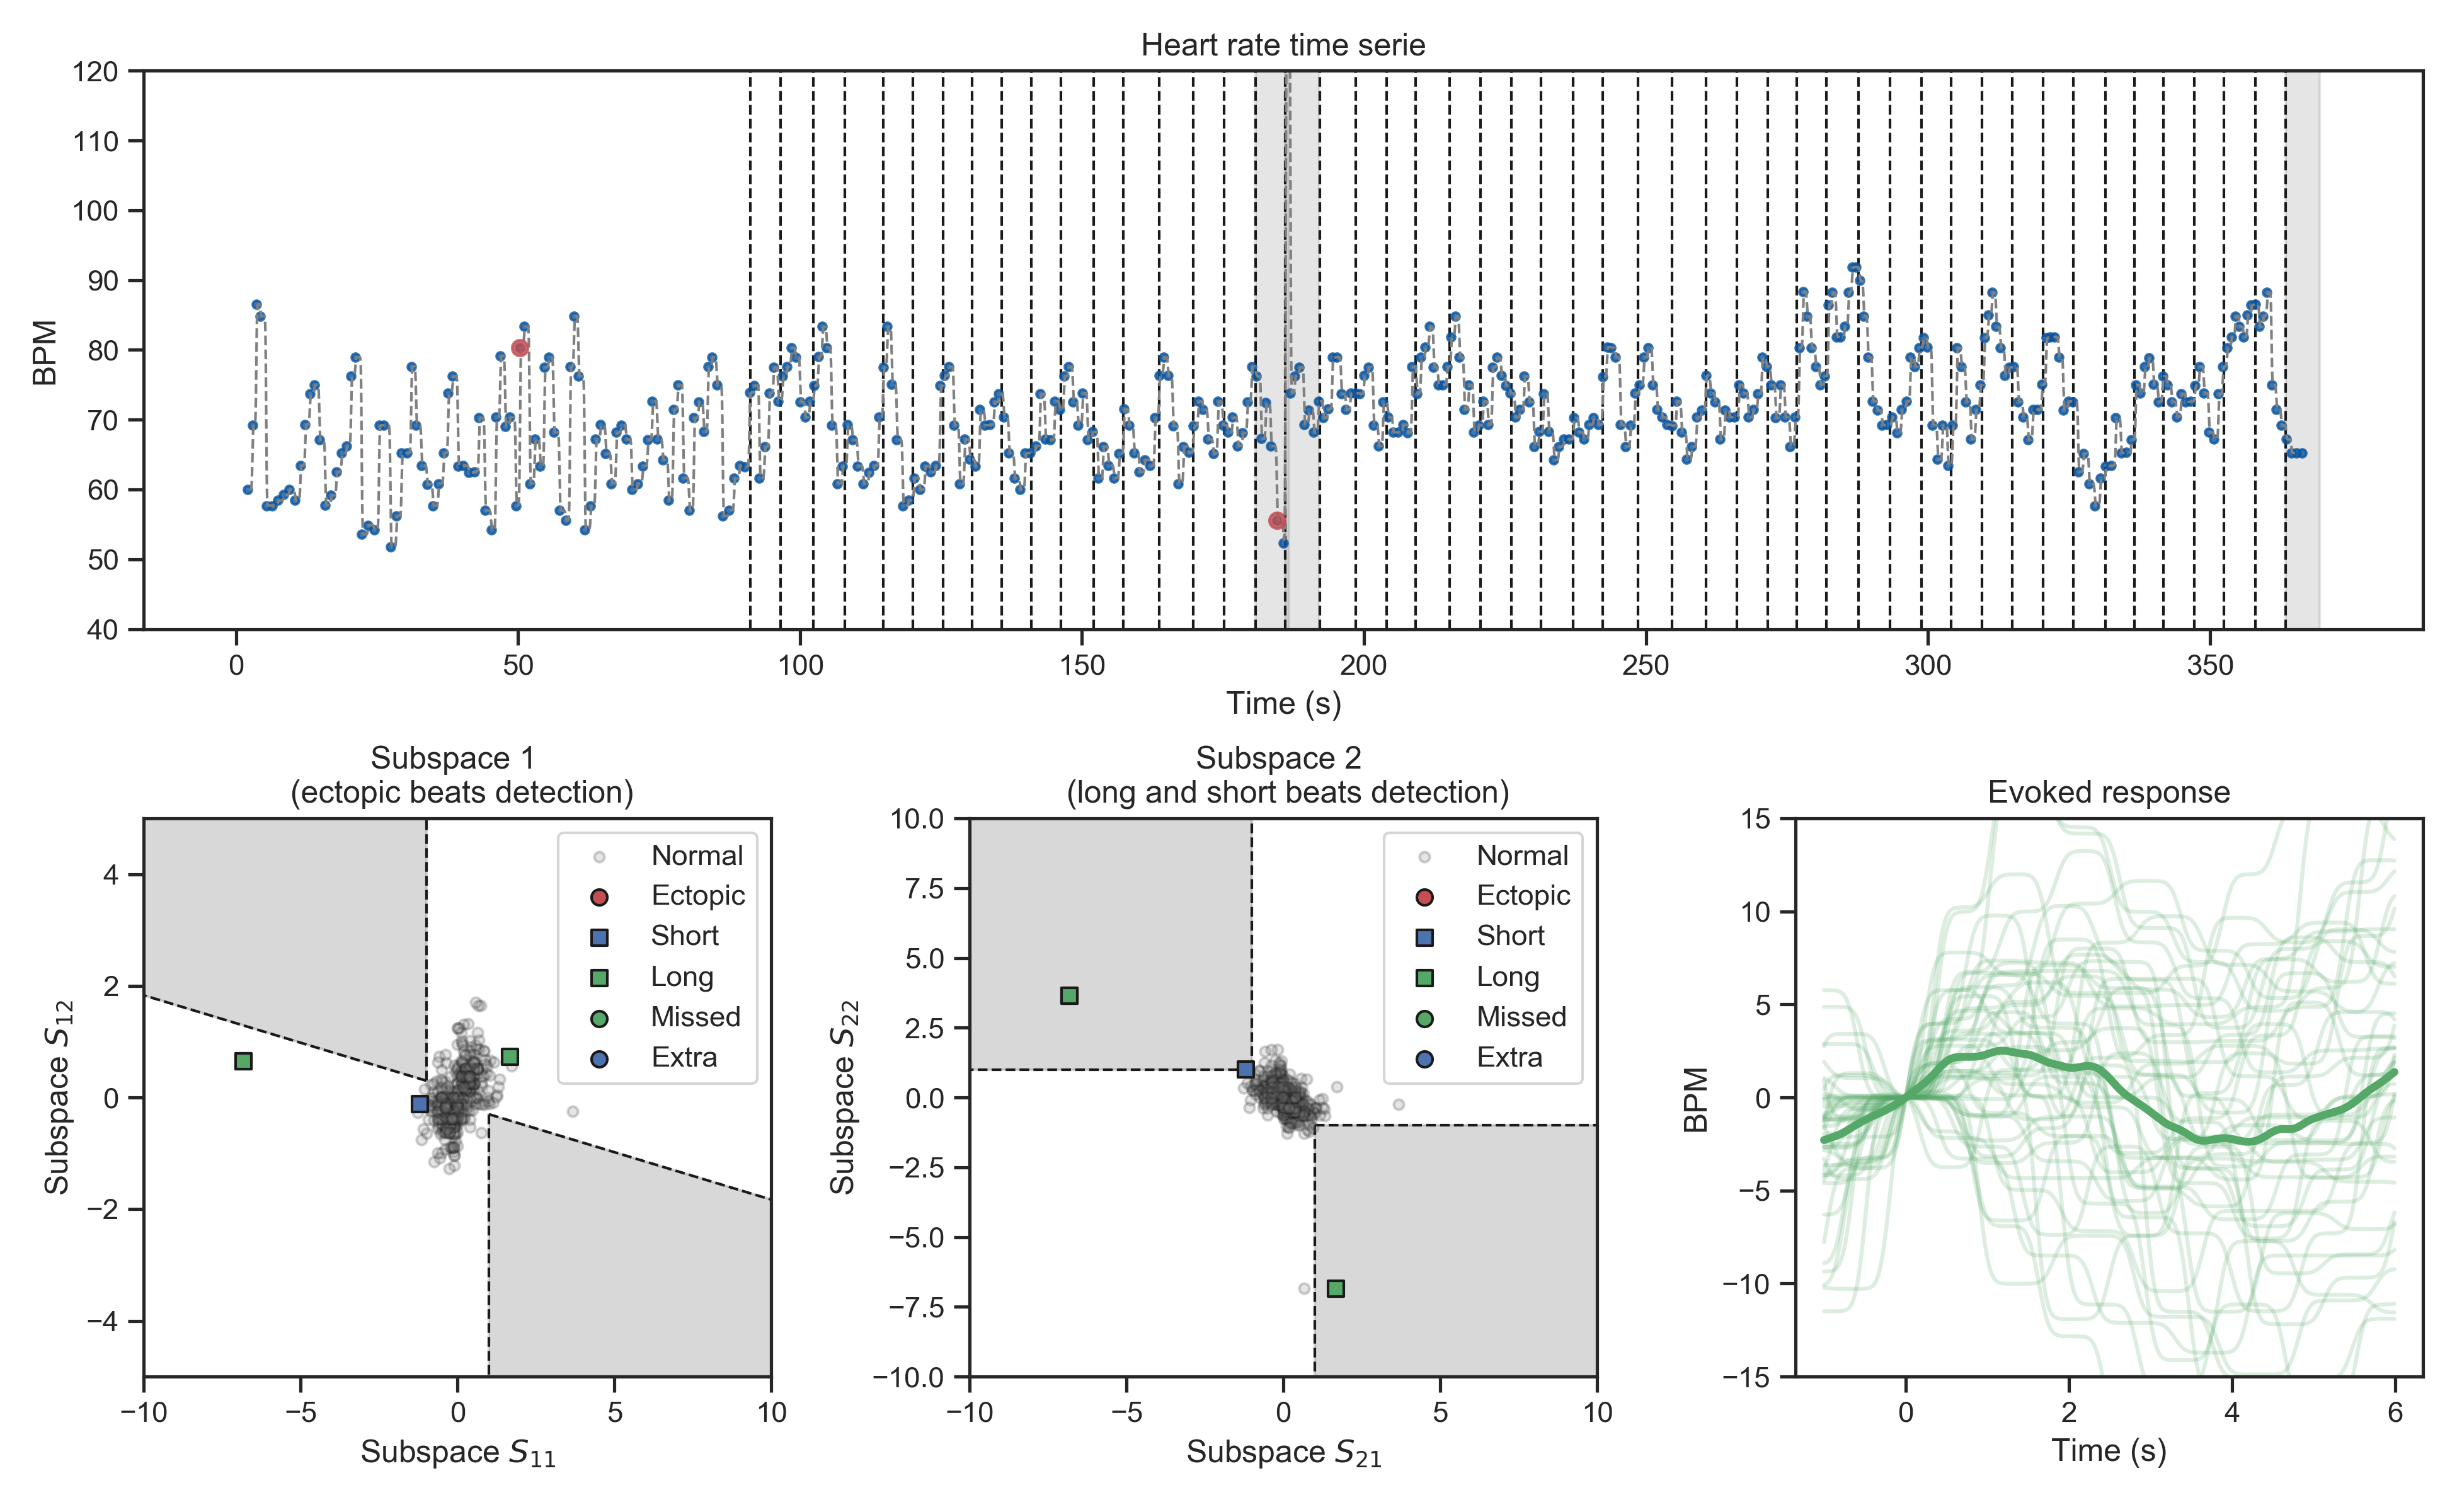 Heart rate time serie
120
110
100
90
80
70
60
50
40
BPM
0 50 100 150 200 250 300 350
Time (s)
Subspace 1
(ectopic beats detection)
4
2
0
−2
−4
Subspace S12
Normal
Ectopic
Short
Long
Missed
Extra
−10 −5 0 5 10
Subspace S11
Subspace 2
(long and short beats detection)
10.0
7.5
5.0
2.5
0.0
−2.5
−5.0
−7.5
−10.0
Subspace S22
Normal
Ectopic
Short
Long
Missed
Extra
−10 −5 0 5 10
Subspace S21
Evoked response
15
10
5
0
−5
−10
−15
BPM
0 2 4 6
Time (s)